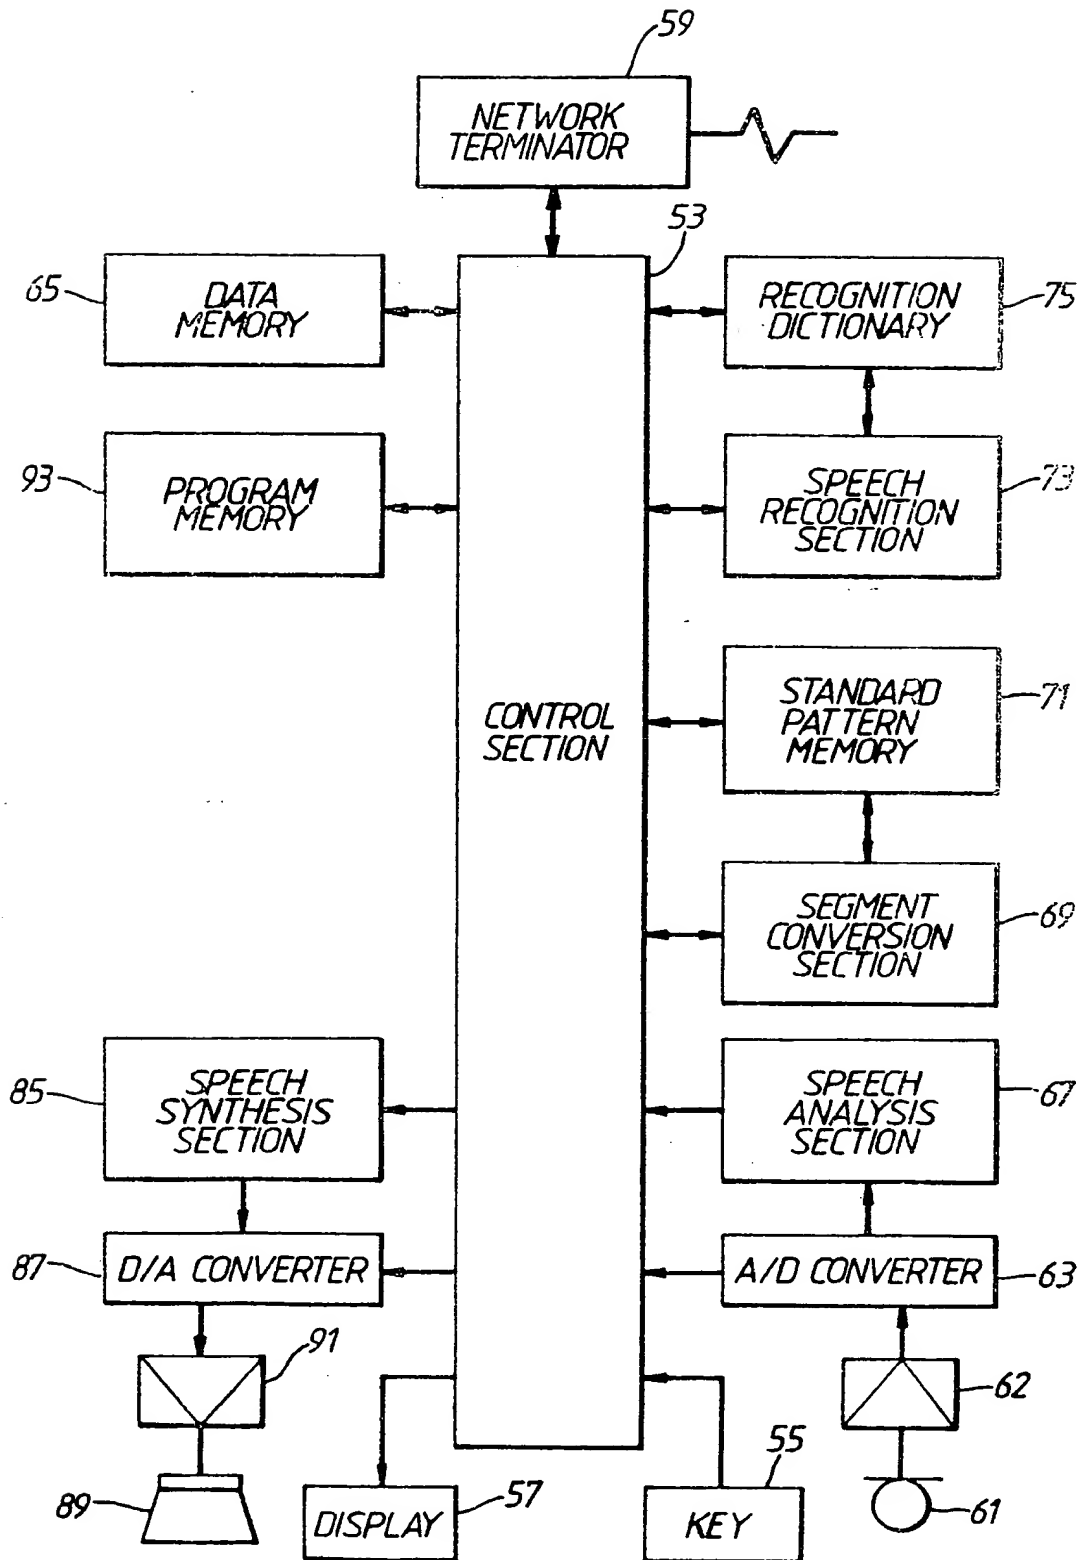 59
NETWORK
TERMINATOR
53
65
DATA
MEMORY
RECOGNITION
DICTIONARY
75
93
PROGRAM
MEMORY
SPEECH
RECOGNITION
SECTION
73
CONTROL
SECTION
STANDARD
PATTERN
MEMORY
71
SEGMENT
CONVERSION
SECTION
69
85
SPEECH
SYNTHESIS
SECTION
SPEECH
ANALYSIS
SECTION
67
87
D/A CONVERTER
A/D CONVERTER
63
91
62
89
DISPLAY
57
55
KEY
61